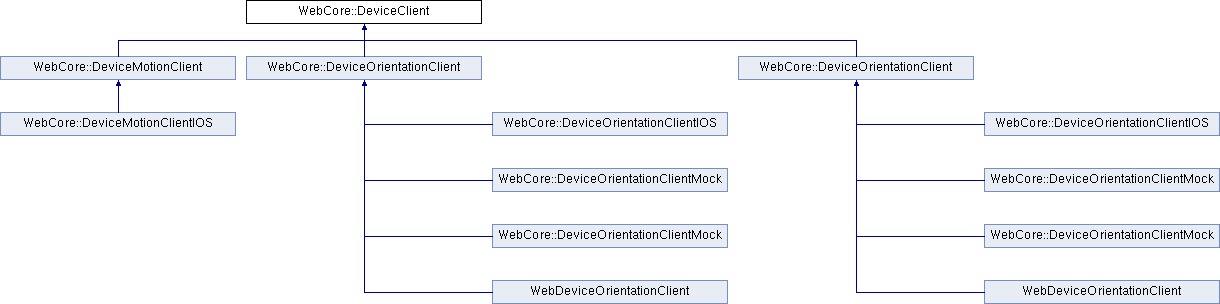 WebCore::DeviceClient
WebCore::DeviceMotionClient
WebCore::DeviceOrientationClient
WebCore::DeviceOrientationClient
WebCore::DeviceMotionClientIOS
WebCore::DeviceOrientationClientIOS
WebCore::DeviceOrientationClientIOS
WebCore::DeviceOrientationClientMock
WebCore::DeviceOrientationClientMock
WebCore::DeviceOrientationClientMock
WebCore::DeviceOrientationClientMock
WebDeviceOrientationClient
WebDeviceOrientationClient